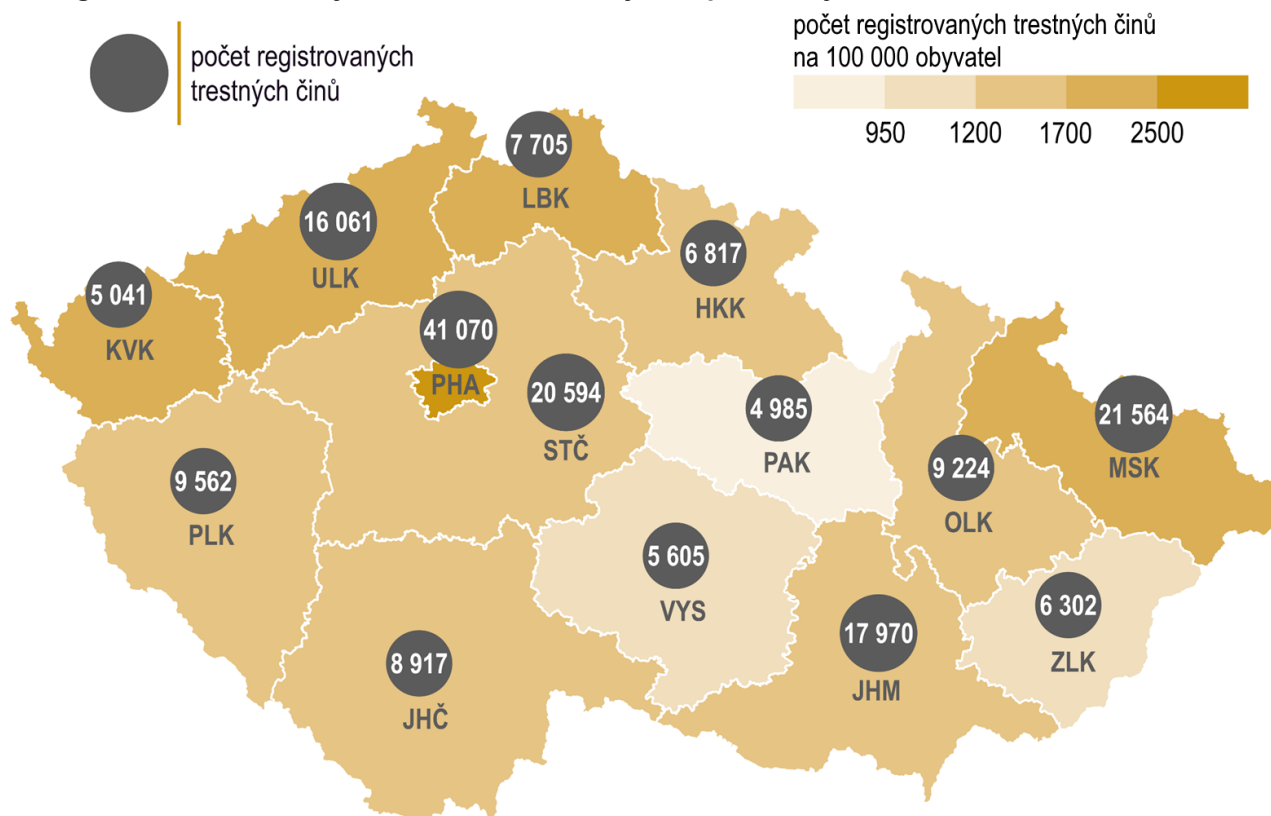 počet registrovaných
trestných činů
počet registrovaných trestných činů
na 100 000 obyvatel
950 1200 1700 2500
7 705
LBK
16 061
ULK
6 817
HKK
5 041
KVK
41 070
PHA
20 594
STČ
4 985
PAK
21 564
MSK
9 224
OLK
9 562
PLK
5 605
VYS
6 302
ZLK
17 970
JHM
8 917
JHČ